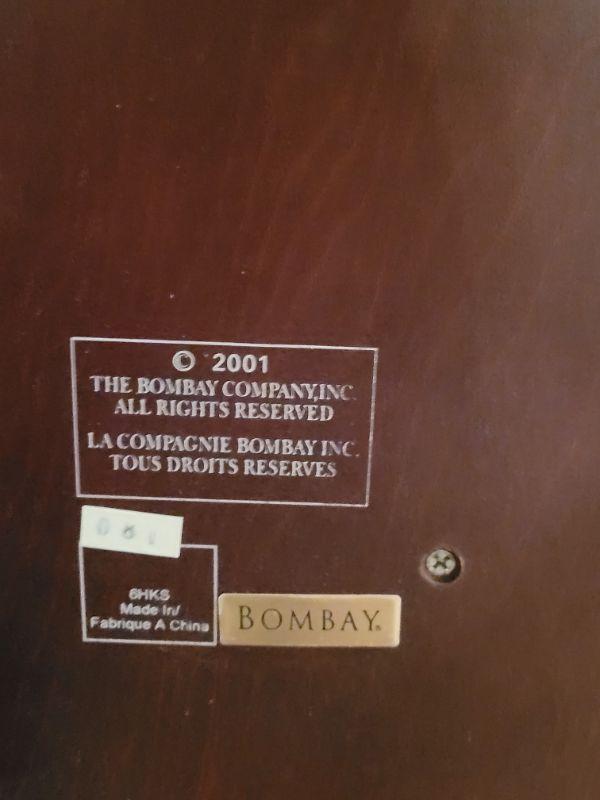 © 2001
THE BOMBAY COMPANY,INC.
ALL RIGHTS RESERVED
LA COMPAGNIE BOMBAY INC.
TOUS DROITS RESERVES
6HKS
Made In/
Fabrique A China
BOMBAY®